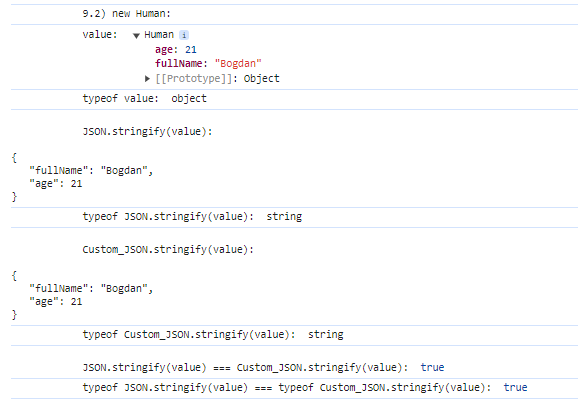 9.2) new Human:
value: ▼ Human i
age: 21
fullName: "Bogdan"
▶ [[Prototype]]: Object
typeof value: object
JSON.stringify(value):
{
"fullName": "Bogdan",
"age": 21
}
typeof JSON.stringify(value): string
Custom_JSON.stringify(value):
{
"fullName": "Bogdan",
"age": 21
}
typeof Custom_JSON.stringify(value): string
JSON.stringify(value) === Custom_JSON.stringify(value): true
typeof JSON.stringify(value) === typeof Custom_JSON.stringify(value): true